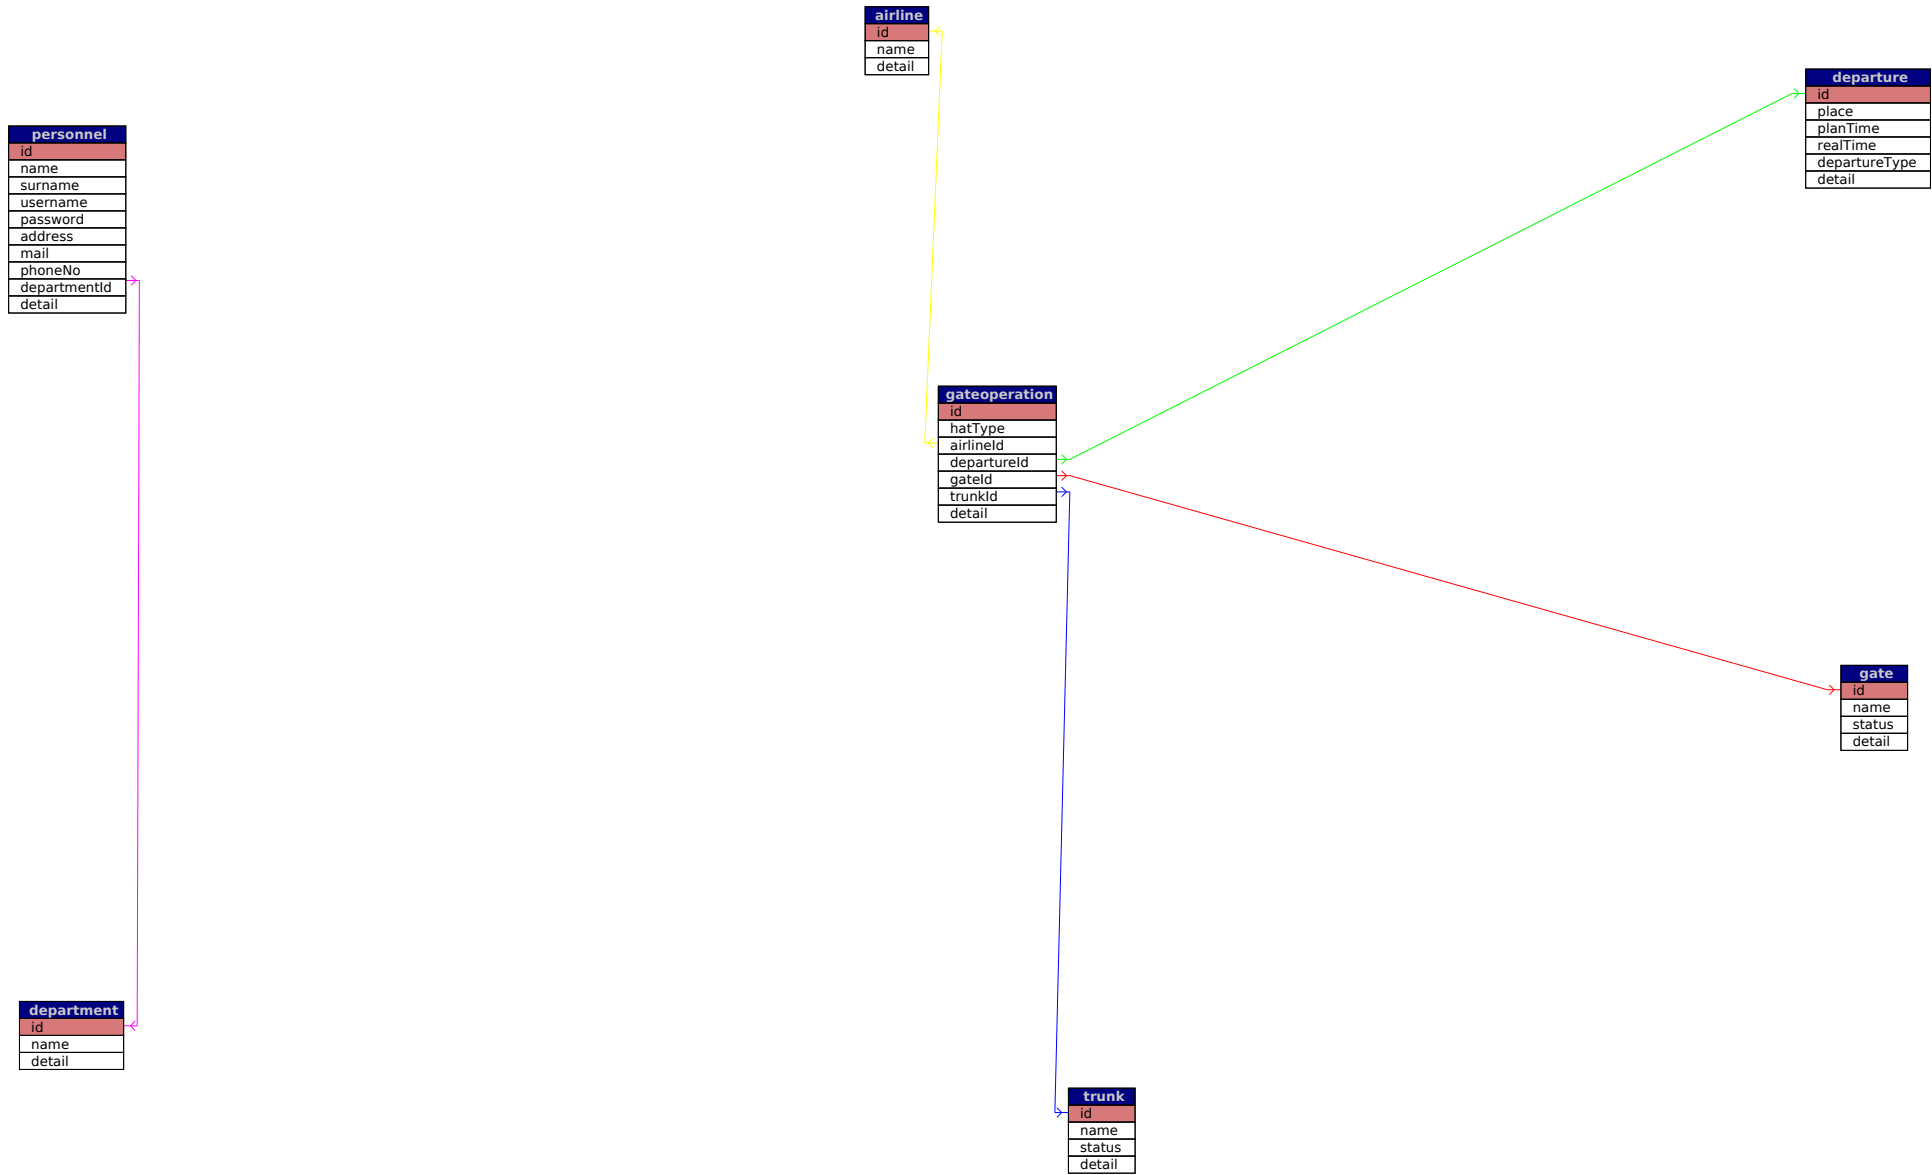 airline
id
name
detail
departure
id
place
planTime
realTime
departureType
detail
personnel
id
name
surname
username
password
address
mail
phoneNo
departmentId
detail
gateoperation
id
hatType
airlineId
departureId
gateId
trunkId
detail
gate
id
name
status
detail
department
id
name
detail
trunk
id
name
status
detail